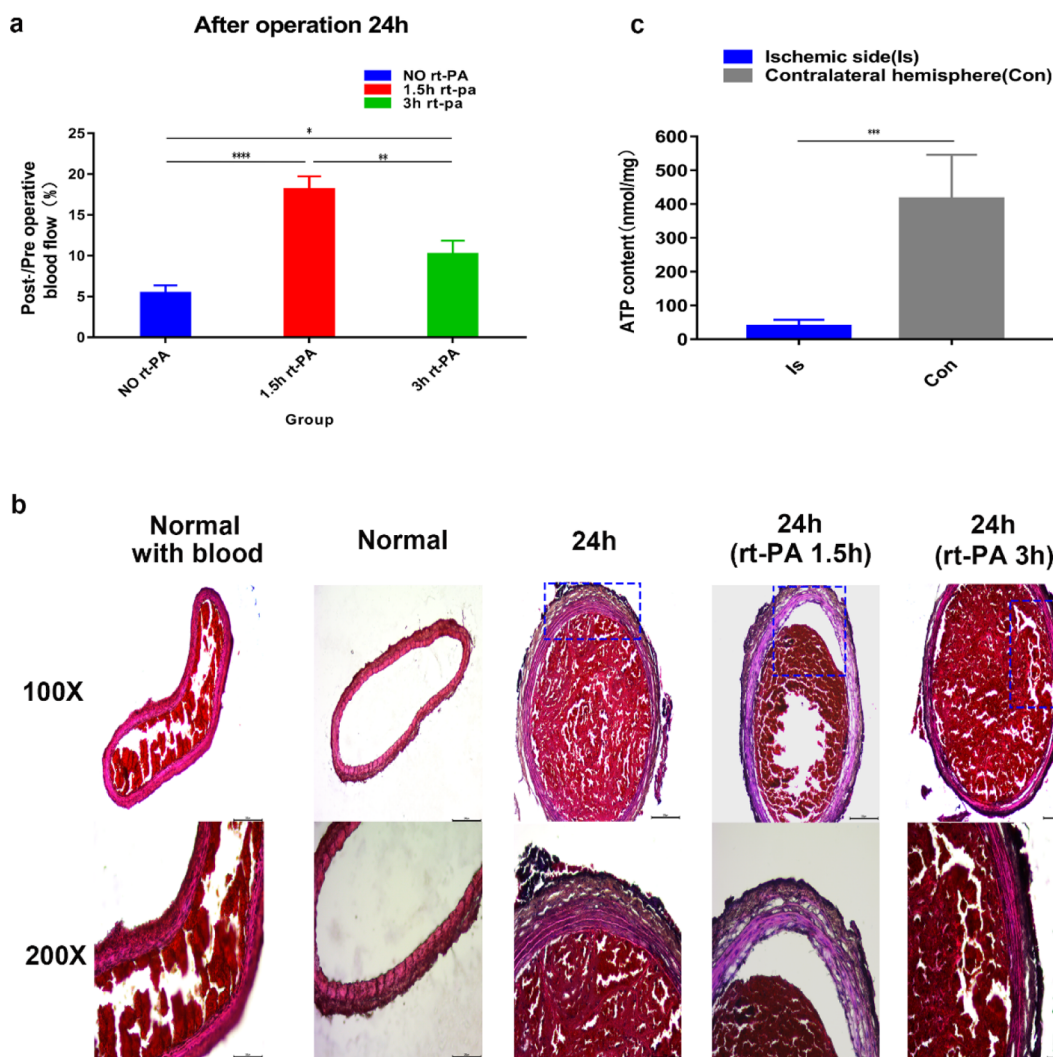 a
After operation 24h
NO rt-PA
1.5h rt-pa
3h rt-pa
*
****
**
25
20
15
10
5
0
Post-/Pre operative
blood flow (%)
NO rt-PA
1.5h rt-PA
3h rt-PA
Group
c
Ischemic side(Is)
Contralateral hemisphere(Con)
***
600
500
400
300
200
100
0
ATP content(nmol/mg)
Is
Con
b
Normal
with blood
Normal
24h
24h
(rt-PA 1.5h)
24h
(rt-PA 3h)
100X
200X